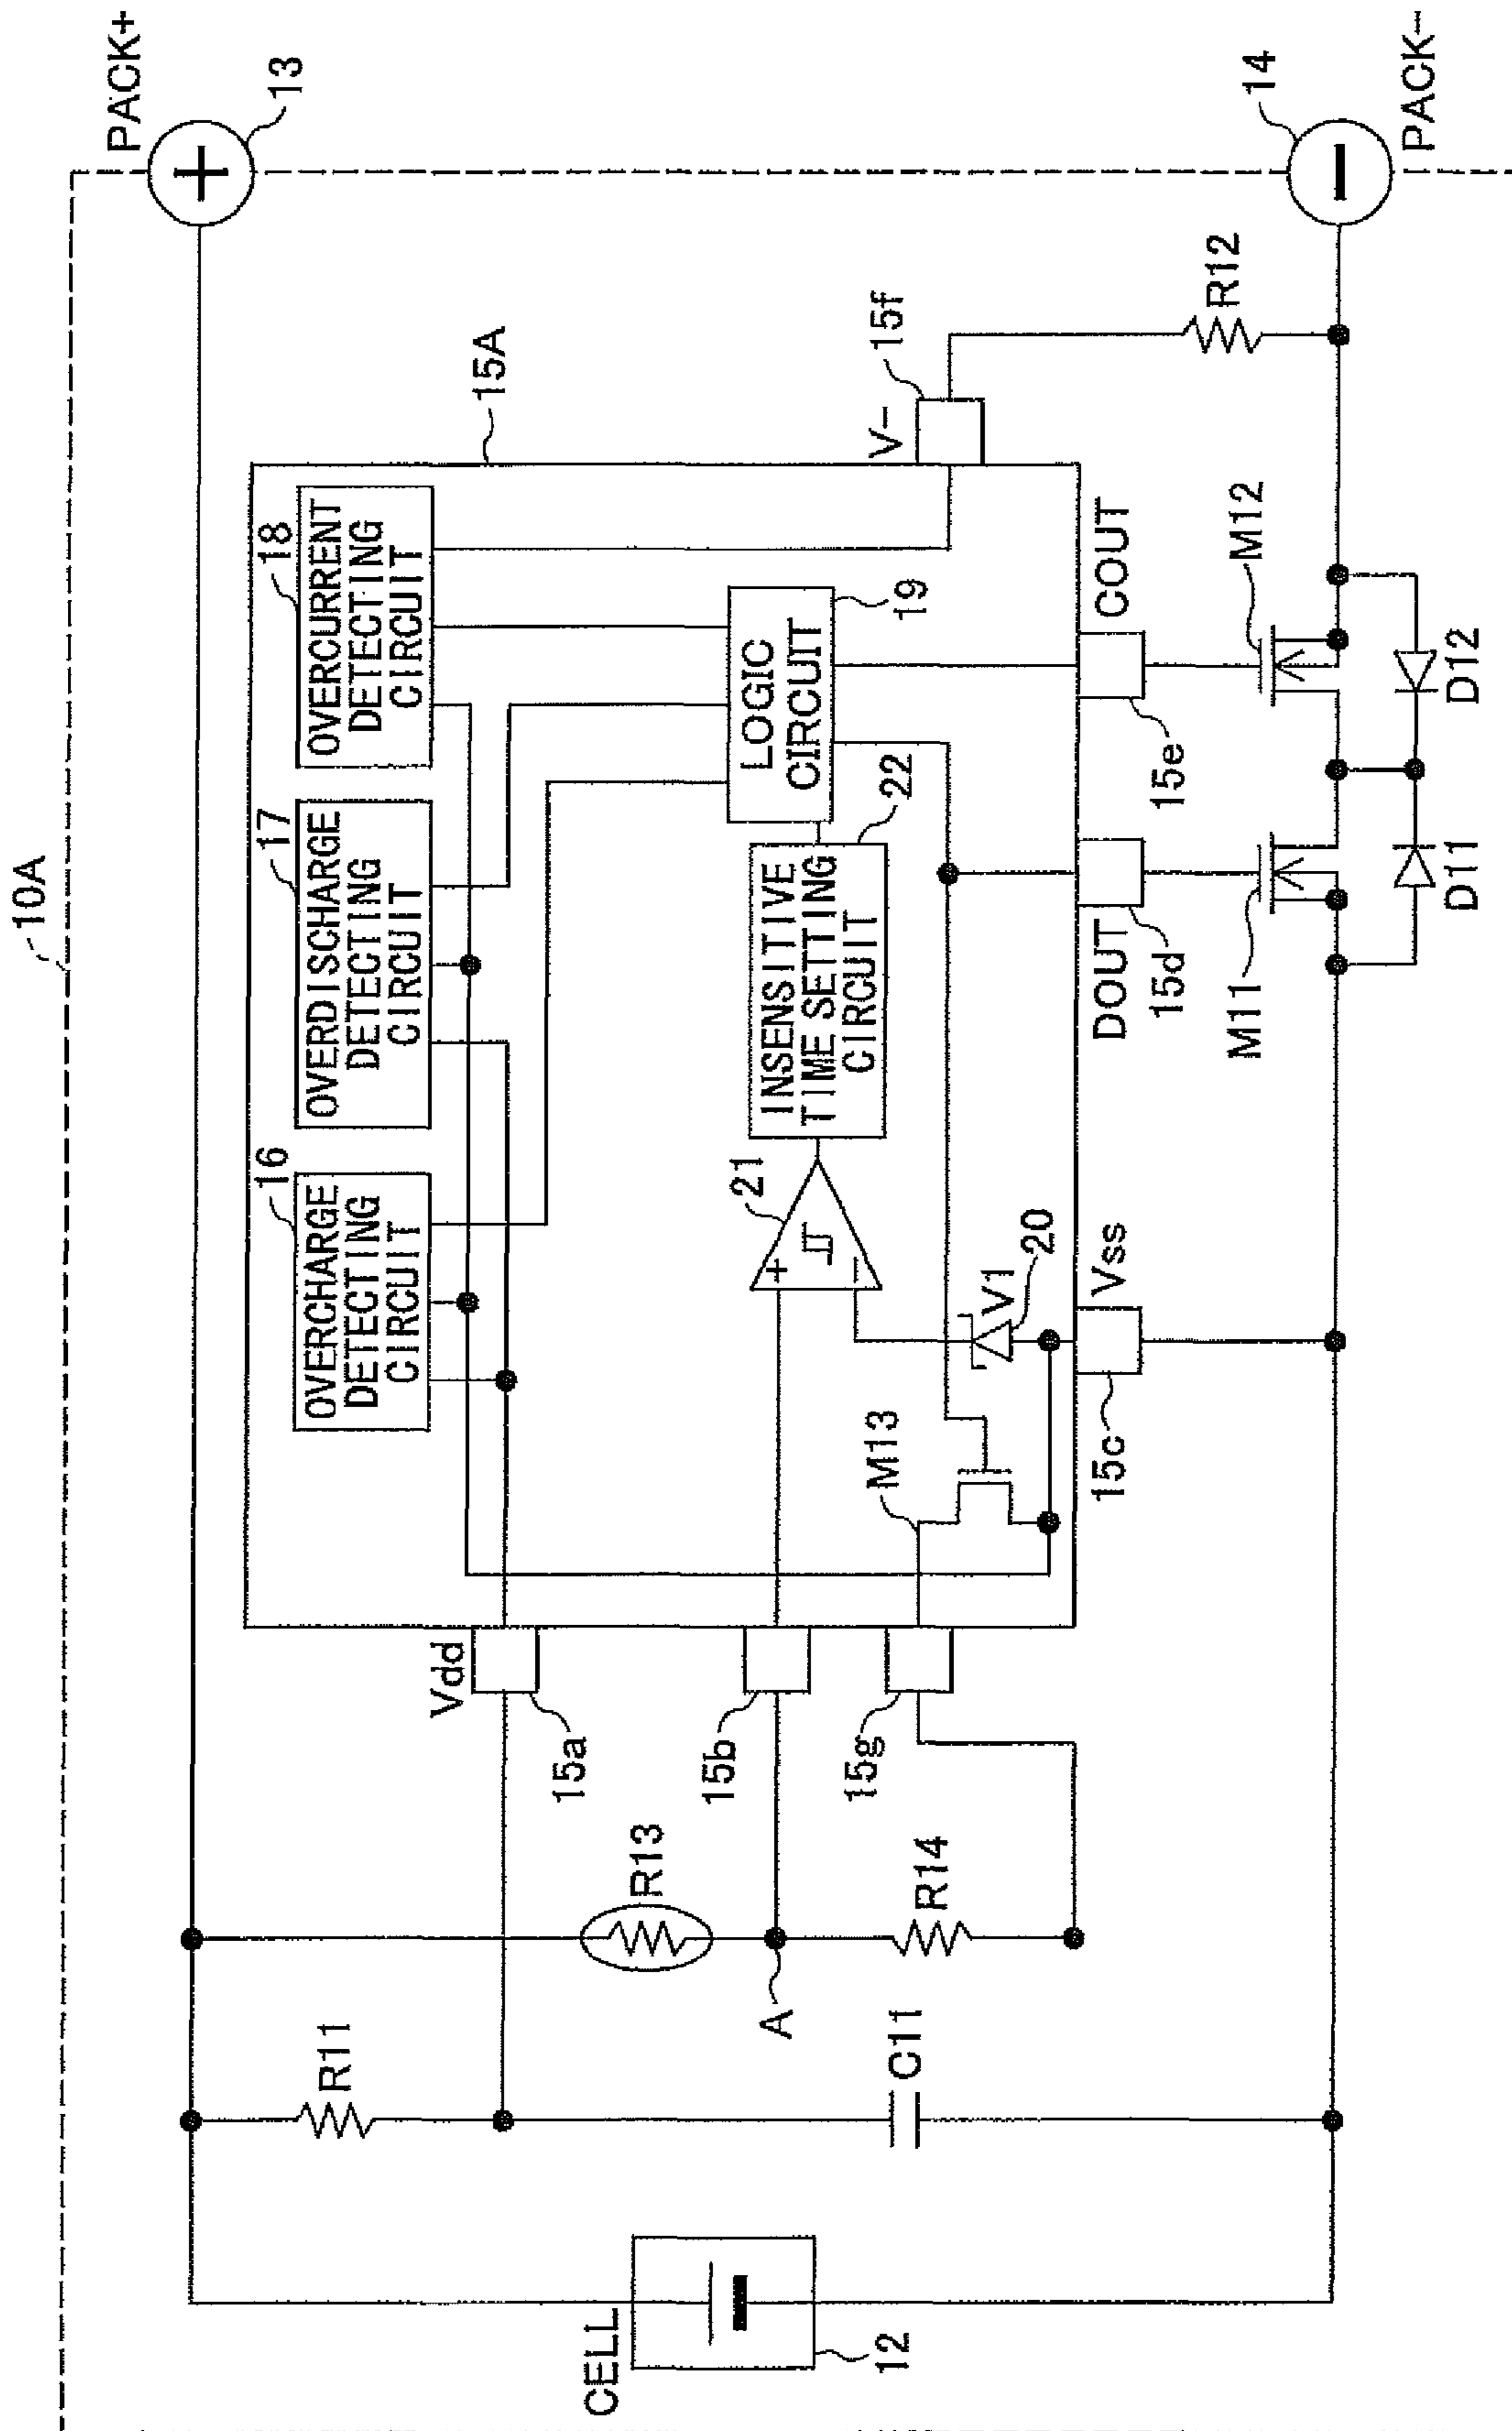 10A
PACK+
+
13
15A
16
OVERCHARGE
DETECTING
CIRCUIT
17
OVERDISCHARGE
DETECTING
CIRCUIT
18
OVERCURRENT
DETECTING
CIRCUIT
R11
Vdd
15a
CELL
12
R13
A
15b
21
+
−
INSENSITIVE
TIME SETTING
CIRCUIT
22
LOGIC
CIRCUIT
19
V−
15f
R14
15g
M13
V1
20
C11
15c
Vss
DOUT
15d
COUT
15e
R12
M11
M12
D11
D12
14
−
PACK−